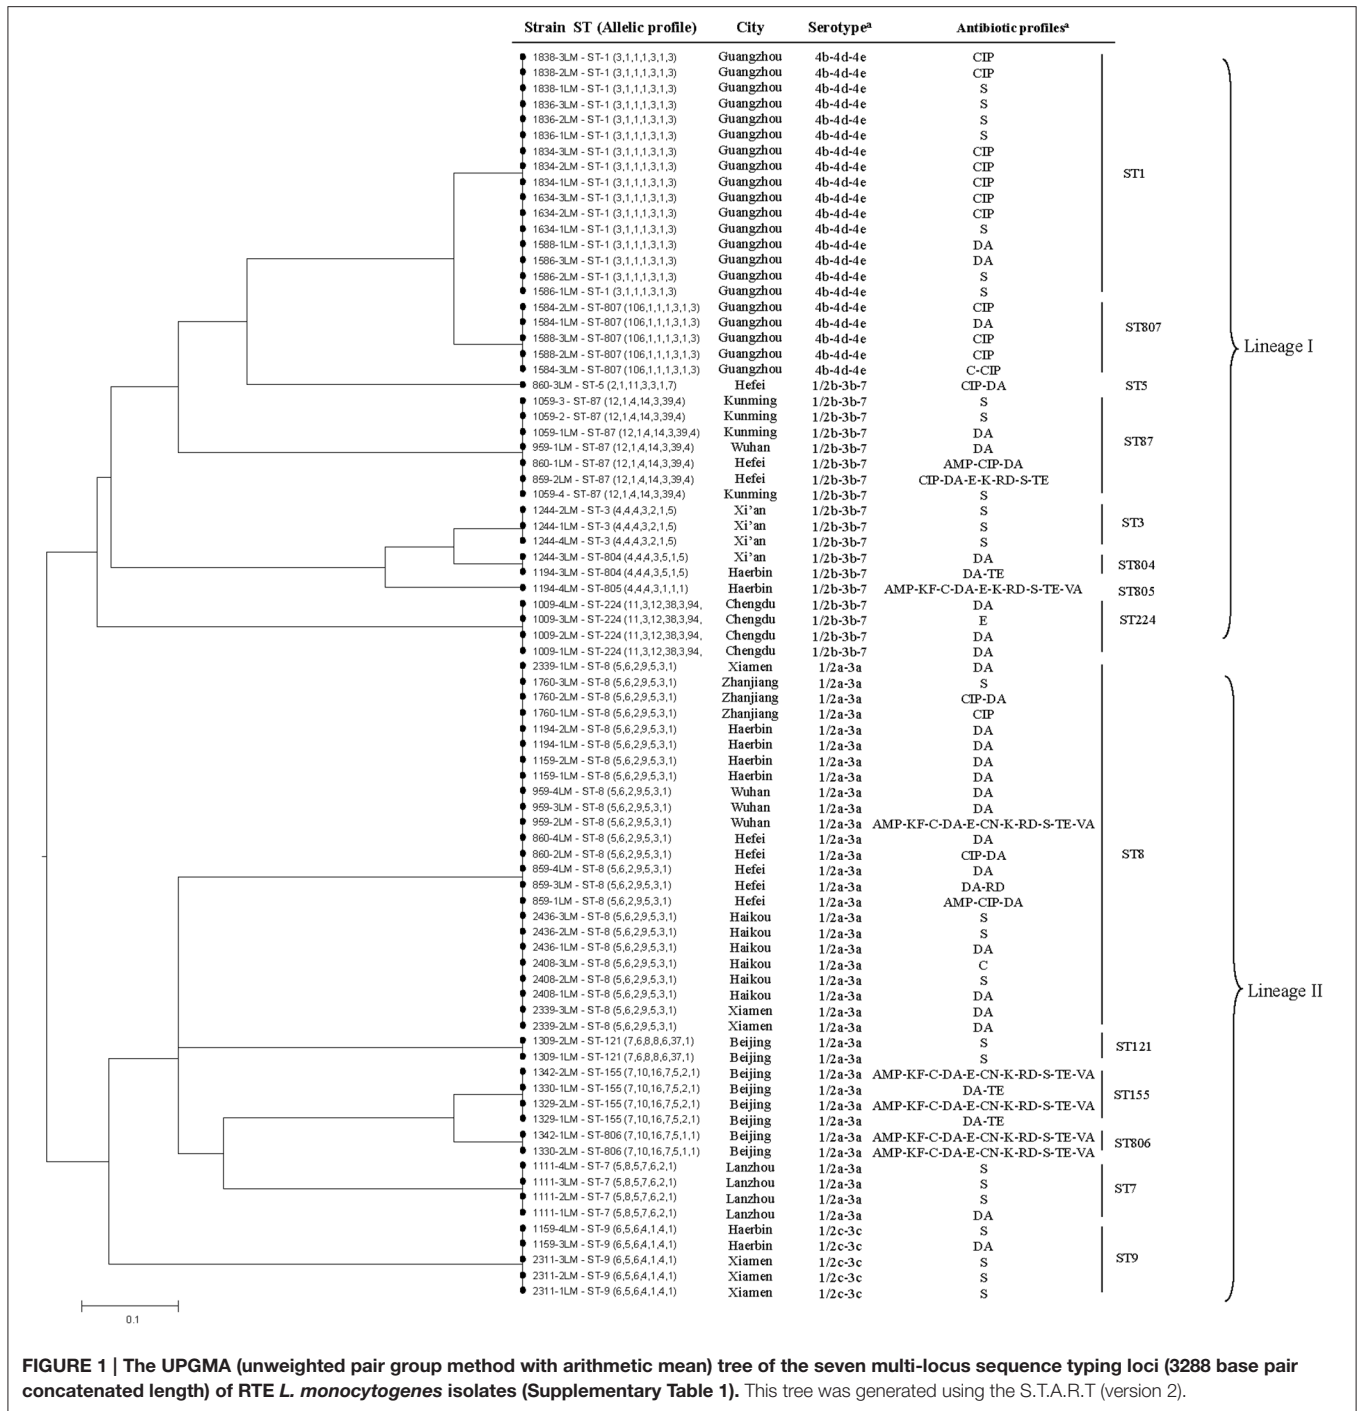 Strain ST (Allelic profile) City Serotypeª Antibiotic profilesª
1838-3LM - ST-1 (3,1,1,1,3,1,3) Guangzhou 4b-4d-4e CIP
1838-2LM - ST-1 (3,1,1,1,3,1,3) Guangzhou 4b-4d-4e CIP
1838-1LM - ST-1 (3,1,1,1,3,1,3) Guangzhou 4b-4d-4e S
1836-3LM - ST-1 (3,1,1,1,3,1,3) Guangzhou 4b-4d-4e S
1836-2LM - ST-1 (3,1,1,1,3,1,3) Guangzhou 4b-4d-4e S
1836-1LM - ST-1 (3,1,1,1,3,1,3) Guangzhou 4b-4d-4e S
1834-3LM - ST-1 (3,1,1,1,3,1,3) Guangzhou 4b-4d-4e CIP
1834-2LM - ST-1 (3,1,1,1,3,1,3) Guangzhou 4b-4d-4e CIP
ST1
1834-1LM - ST-1 (3,1,1,1,3,1,3) Guangzhou 4b-4d-4e CIP
1634-3LM - ST-1 (3,1,1,1,3,1,3) Guangzhou 4b-4d-4e CIP
1634-2LM - ST-1 (3,1,1,1,3,1,3) Guangzhou 4b-4d-4e CIP
1634-1LM - ST-1 (3,1,1,1,3,1,3) Guangzhou 4b-4d-4e S
1588-1LM - ST-1 (3,1,1,1,3,1,3) Guangzhou 4b-4d-4e DA
1586-3LM - ST-1 (3,1,1,1,3,1,3) Guangzhou 4b-4d-4e DA
1586-2LM - ST-1 (3,1,1,1,3,1,3) Guangzhou 4b-4d-4e S
1586-1LM - ST-1 (3,1,1,1,3,1,3) Guangzhou 4b-4d-4e S
1584-2LM - ST-807 (106,1,1,1,3,1,3) Guangzhou 4b-4d-4e CIP
1584-1LM - ST-807 (106,1,1,1,3,1,3) Guangzhou 4b-4d-4e DA ST807
1588-3LM - ST-807 (106,1,1,1,3,1,3) Guangzhou 4b-4d-4e CIP
Lineage I
1588-2LM - ST-807 (106,1,1,1,3,1,3) Guangzhou 4b-4d-4e CIP
1584-3LM - ST-807 (106,1,1,1,3,1,3) Guangzhou 4b-4d-4e C-CIP
860-3LM - ST-5 (2,1,11,3,3,1,7) Hefei 1/2b-3b-7 CIP-DA ST5
1059-3 - ST-87 (12,1,4,14,3,39,4) Kunming 1/2b-3b-7 S
1059-2 - ST-87 (12,1,4,14,3,39,4) Kunming 1/2b-3b-7 S
1059-1LM - ST-87 (12,1,4,14,3,39,4) Kunming 1/2b-3b-7 DA
ST87
959-1LM - ST-87 (12,1,4,14,3,39,4) Wuhan 1/2b-3b-7 DA
860-1LM - ST-87 (12,1,4,14,3,39,4) Hefei 1/2b-3b-7 AMP-CIP-DA
859-2LM - ST-87 (12,1,4,14,3,39,4) Hefei 1/2b-3b-7 CIP-DA-E-K-RD-S-TE
1059-4 - ST-87 (12,1,4,14,3,39,4) Kunming 1/2b-3b-7 S
1244-2LM - ST-3 (4,4,4,3,2,1,5) Xi’an 1/2b-3b-7 S
1244-1LM - ST-3 (4,4,4,3,2,1,5) Xi’an 1/2b-3b-7 S ST3
1244-4LM - ST-3 (4,4,4,3,2,1,5) Xi’an 1/2b-3b-7 S
1244-3LM - ST-804 (4,4,4,3,5,1,5) Xi’an 1/2b-3b-7 DA ST804
1194-3LM - ST-804 (4,4,4,3,5,1,5) Haerbin 1/2b-3b-7 DA-TE
1194-4LM - ST-805 (4,4,4,3,1,1,1) Haerbin 1/2b-3b-7 AMP-KF-C-DA-E-K-RD-S-TE-VA ST805
1009-4LM - ST-224 (11,3,12,38,3,94, Chengdu 1/2b-3b-7 DA
1009-3LM - ST-224 (11,3,12,38,3,94, Chengdu 1/2b-3b-7 E ST224
1009-2LM - ST-224 (11,3,12,38,3,94, Chengdu 1/2b-3b-7 DA
1009-1LM - ST-224 (11,3,12,38,3,94, Chengdu 1/2b-3b-7 DA
2339-1LM - ST-8 (5,6,2,9,5,3,1) Xiamen 1/2a-3a DA
1760-3LM - ST-8 (5,6,2,9,5,3,1) Zhanjiang 1/2a-3a S
1760-2LM - ST-8 (5,6,2,9,5,3,1) Zhanjiang 1/2a-3a CIP-DA
1760-1LM - ST-8 (5,6,2,9,5,3,1) Zhanjiang 1/2a-3a CIP
1194-2LM - ST-8 (5,6,2,9,5,3,1) Haerbin 1/2a-3a DA
1194-1LM - ST-8 (5,6,2,9,5,3,1) Haerbin 1/2a-3a DA
1159-2LM - ST-8 (5,6,2,9,5,3,1) Haerbin 1/2a-3a DA
1159-1LM - ST-8 (5,6,2,9,5,3,1) Haerbin 1/2a-3a DA
959-4LM - ST-8 (5,6,2,9,5,3,1) Wuhan 1/2a-3a DA
959-3LM - ST-8 (5,6,2,9,5,3,1) Wuhan 1/2a-3a DA
959-2LM - ST-8 (5,6,2,9,5,3,1) Wuhan 1/2a-3a AMP-KF-C-DA-E-CN-K-RD-S-TE-VA
860-4LM - ST-8 (5,6,2,9,5,3,1) Hefei 1/2a-3a DA
860-2LM - ST-8 (5,6,2,9,5,3,1) Hefei 1/2a-3a CIP-DA ST8
859-4LM - ST-8 (5,6,2,9,5,3,1) Hefei 1/2a-3a DA
859-3LM - ST-8 (5,6,2,9,5,3,1) Hefei 1/2a-3a DA-RD
859-1LM - ST-8 (5,6,2,9,5,3,1) Hefei 1/2a-3a AMP-CIP-DA
2436-3LM - ST-8 (5,6,2,9,5,3,1) Haikou 1/2a-3a S
2436-2LM - ST-8 (5,6,2,9,5,3,1) Haikou 1/2a-3a S
2436-1LM - ST-8 (5,6,2,9,5,3,1) Haikou 1/2a-3a DA
2408-3LM - ST-8 (5,6,2,9,5,3,1) Haikou 1/2a-3a C
2408-2LM - ST-8 (5,6,2,9,5,3,1) Haikou 1/2a-3a S
Lineage II
2408-1LM - ST-8 (5,6,2,9,5,3,1) Haikou 1/2a-3a DA
2339-3LM - ST-8 (5,6,2,9,5,3,1) Xiamen 1/2a-3a DA
2339-2LM - ST-8 (5,6,2,9,5,3,1) Xiamen 1/2a-3a DA
1309-2LM - ST-121 (7,6,8,8,6,37,1) Beijing 1/2a-3a S ST121
1309-1LM - ST-121 (7,6,8,8,6,37,1) Beijing 1/2a-3a S
1342-2LM - ST-155 (7,10,16,7,5,2,1) Beijing 1/2a-3a AMP-KF-C-DA-E-CN-K-RD-S-TE-VA
1330-1LM - ST-155 (7,10,16,7,5,2,1) Beijing 1/2a-3a DA-TE ST155
1329-2LM - ST-155 (7,10,16,7,5,2,1) Beijing 1/2a-3a AMP-KF-C-DA-E-CN-K-RD-S-TE-VA
1329-1LM - ST-155 (7,10,16,7,5,2,1) Beijing 1/2a-3a DA-TE
1342-1LM - ST-806 (7,10,16,7,5,1,1) Beijing 1/2a-3a AMP-KF-C-DA-E-CN-K-RD-S-TE-VA ST806
1330-2LM - ST-806 (7,10,16,7,5,1,1) Beijing 1/2a-3a AMP-KF-C-DA-E-CN-K-RD-S-TE-VA
1111-4LM - ST-7 (5,8,5,7,6,2,1) Lanzhou 1/2a-3a S
1111-3LM - ST-7 (5,8,5,7,6,2,1) Lanzhou 1/2a-3a S ST7
1111-2LM - ST-7 (5,8,5,7,6,2,1) Lanzhou 1/2a-3a S
1111-1LM - ST-7 (5,8,5,7,6,2,1) Lanzhou 1/2a-3a DA
1159-4LM - ST-9 (6,5,6,4,1,4,1) Haerbin 1/2c-3c S
1159-3LM - ST-9 (6,5,6,4,1,4,1) Haerbin 1/2c-3c DA
2311-3LM - ST-9 (6,5,6,4,1,4,1) Xiamen 1/2c-3c S ST9
2311-2LM - ST-9 (6,5,6,4,1,4,1) Xiamen 1/2c-3c S
2311-1LM - ST-9 (6,5,6,4,1,4,1) Xiamen 1/2c-3c S
0.1
FIGURE 1 | The UPGMA (unweighted pair group method with arithmetic mean) tree of the seven multi-locus sequence typing loci (3288 base pair
concatenated length) of RTE L. monocytogenes isolates (Supplementary Table 1). This tree was generated using the S.T.A.R.T (version 2).